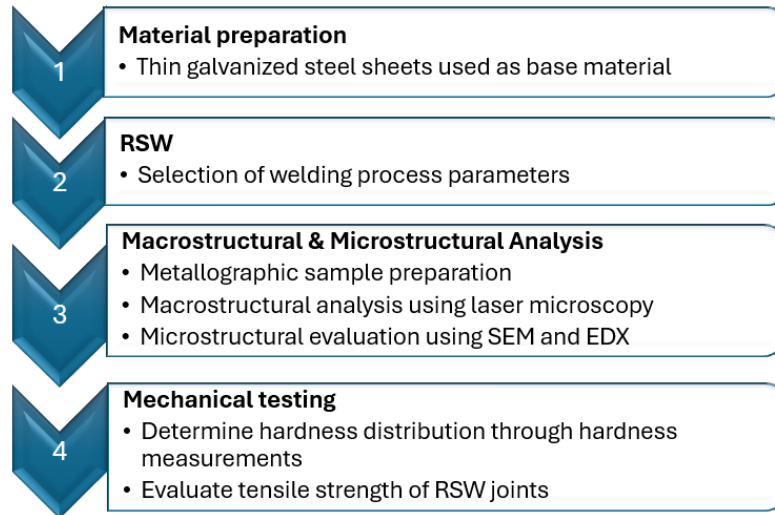 1
Material preparation
• Thin galvanized steel sheets used as base material
2
RSW
• Selection of welding process parameters
3
Macrostructural & Microstructural Analysis
• Metallographic sample preparation
• Macrostructural analysis using laser microscopy
• Microstructural evaluation using SEM and EDX
4
Mechanical testing
• Determine hardness distribution through hardness
measurements
• Evaluate tensile strength of RSW joints